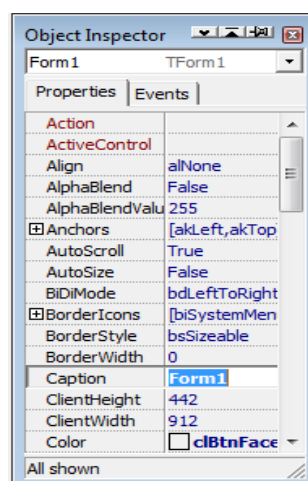 Object Inspector
Form1 TForm1
Properties Events
Action
ActiveControl
Align alNone
AlphaBlend False
AlphaBlendValu 255
Anchors [akLeft,akTop
AutoScroll True
AutoSize False
BiDiMode bdLeftToRight
BorderIcons [biSystemMen
BorderStyle bsSizeable
BorderWidth 0
Caption Form1
ClientHeight 442
ClientWidth 912
Color clBtnFace
All shown